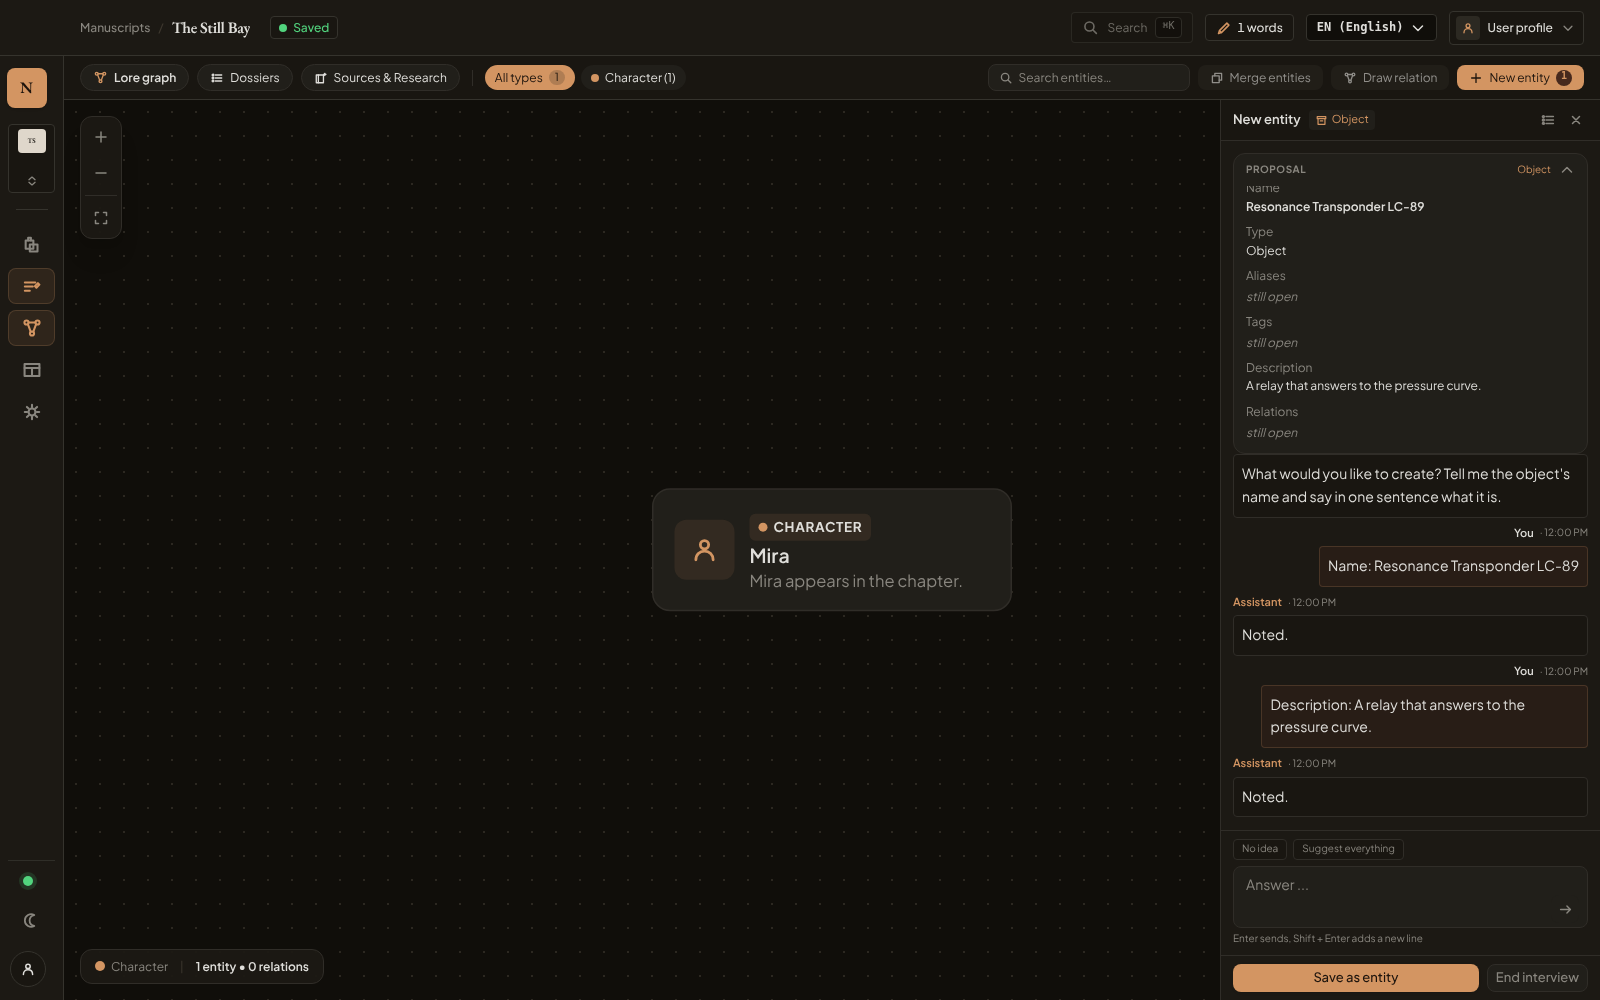 Manuscripts / The Still Bay
Saved
Search ⌘K
1 words
EN (English)
User profile
N
TS
Lore graph
Dossiers
Sources & Research
All types 1
Character (1)
Search entities...
Merge entities
Draw relation
New entity 1
CHARACTER
Mira
Mira appears in the chapter.
Character
1 entity • 0 relations
New entity
Object
PROPOSAL
Object
Name
Resonance Transponder LC-89
Type
Object
Aliases
still open
Tags
still open
Description
A relay that answers to the pressure curve.
Relations
still open
What would you like to create? Tell me the object's
name and say in one sentence what it is.
You · 12:00 PM
Name: Resonance Transponder LC-89
Assistant · 12:00 PM
Noted.
You · 12:00 PM
Description: A relay that answers to the
pressure curve.
Assistant · 12:00 PM
Noted.
No idea
Suggest everything
Answer ...
Enter sends, Shift + Enter adds a new line
Save as entity
End interview